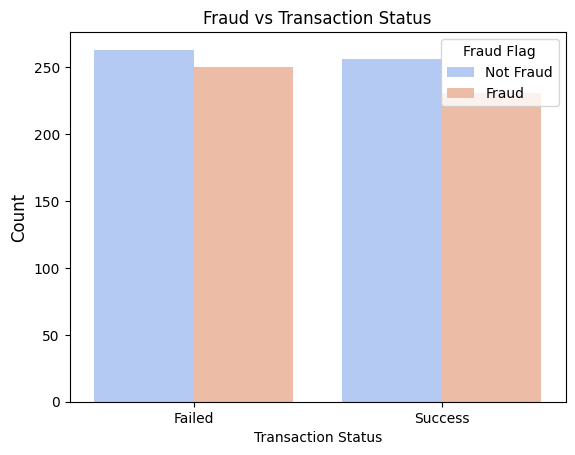 Fraud vs Transaction Status
Fraud Flag
Not Fraud
Fraud
Count
250
200
150
100
50
0
Failed
Success
Transaction Status